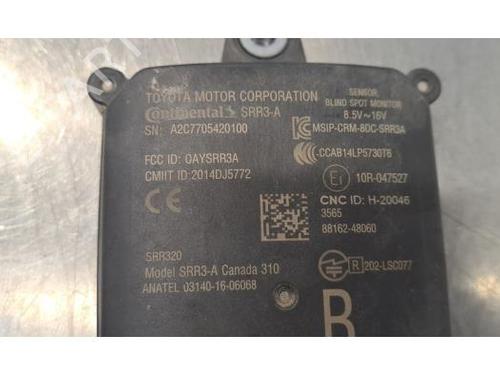 TOYOTA MOTOR CORPORATION
SENSOR
BLIND SPOT MONITOR
Continental SRR3-A
8.5V~16V
SN: A2C7705420100
MSIP-CRM-8DC-SRR3A
CCAB14LP5730T6
FCC ID: OAYSRR3A
CMIIT ID: 2014DJ5772
E1 10R-047527
CE
CNC ID: H-20046
3565
88162-48060
SRR320
Model SRR3-A Canada 310
R 202-LSC077
ANATEL 03140-16-06068
B